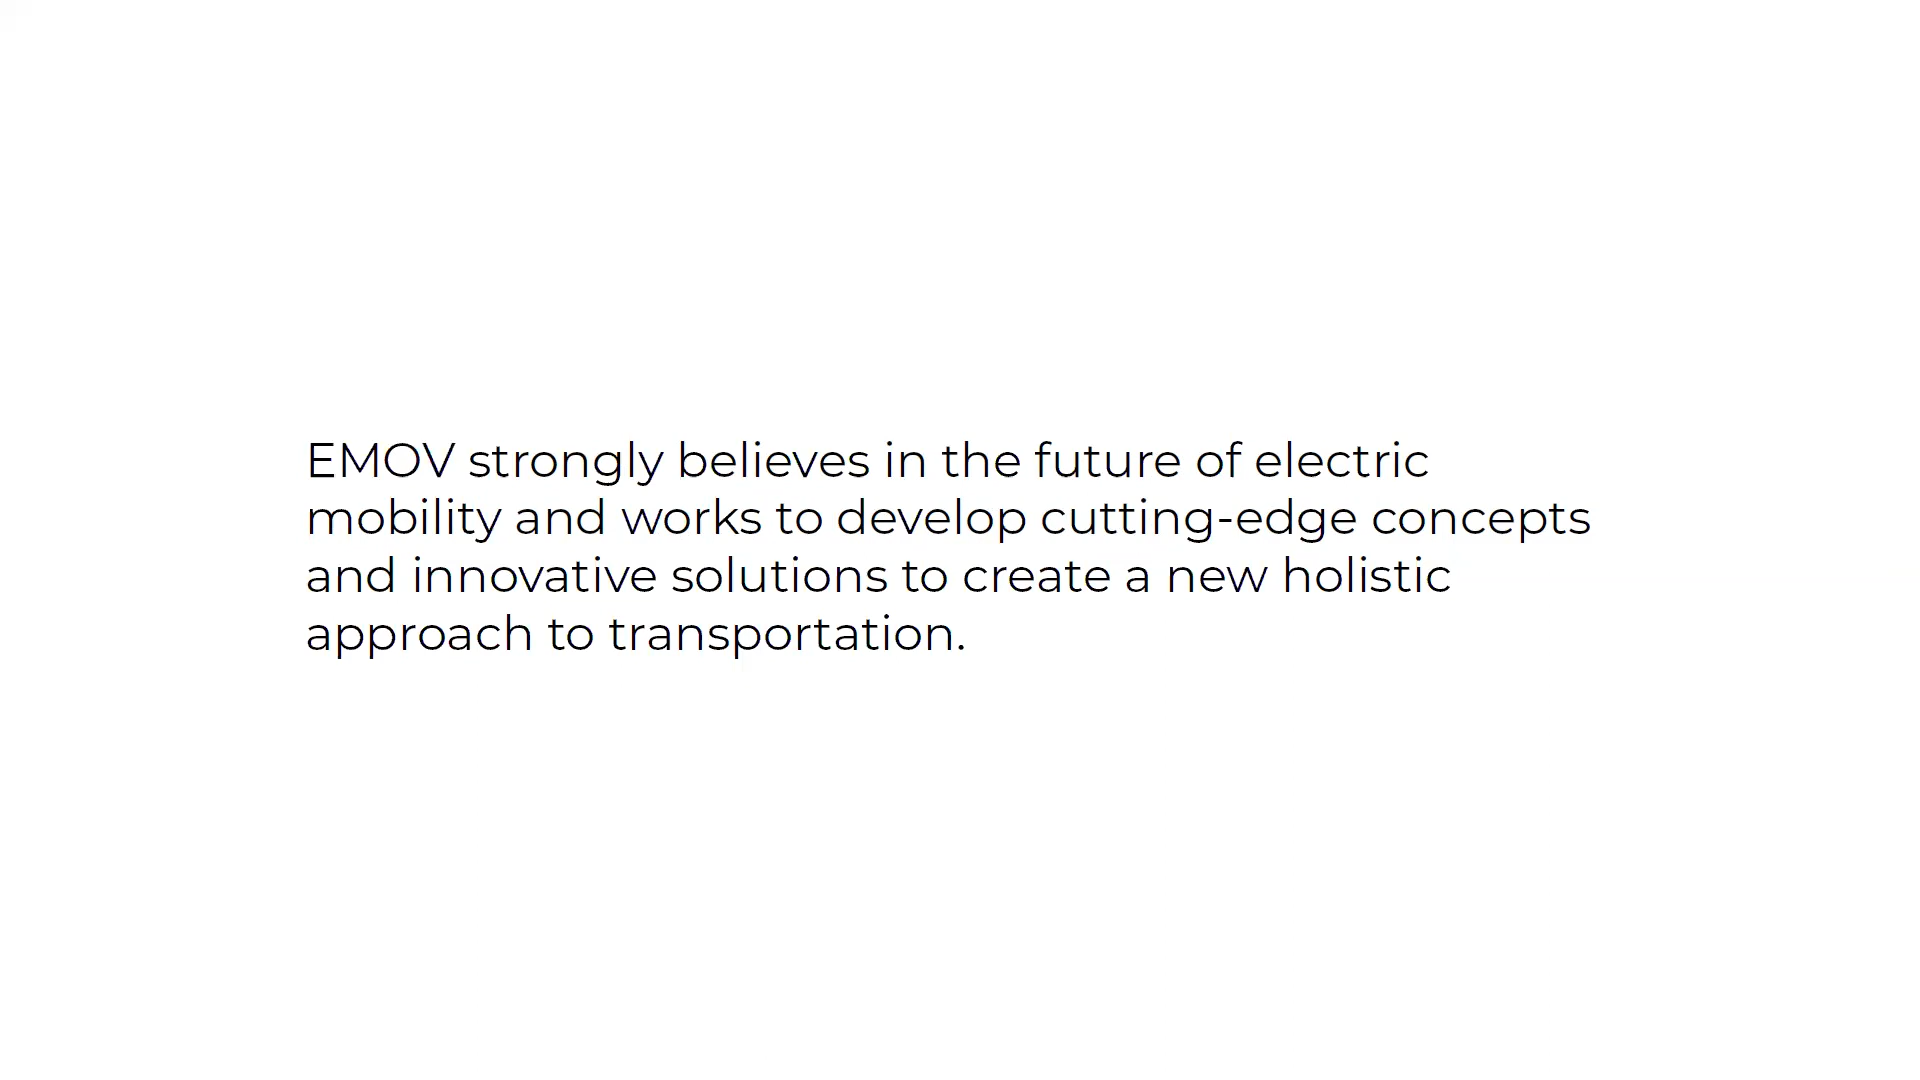 EMOV strongly believes in the future of electric
mobility and works to develop cutting-edge concepts
and innovative solutions to create a new holistic
approach to transportation.